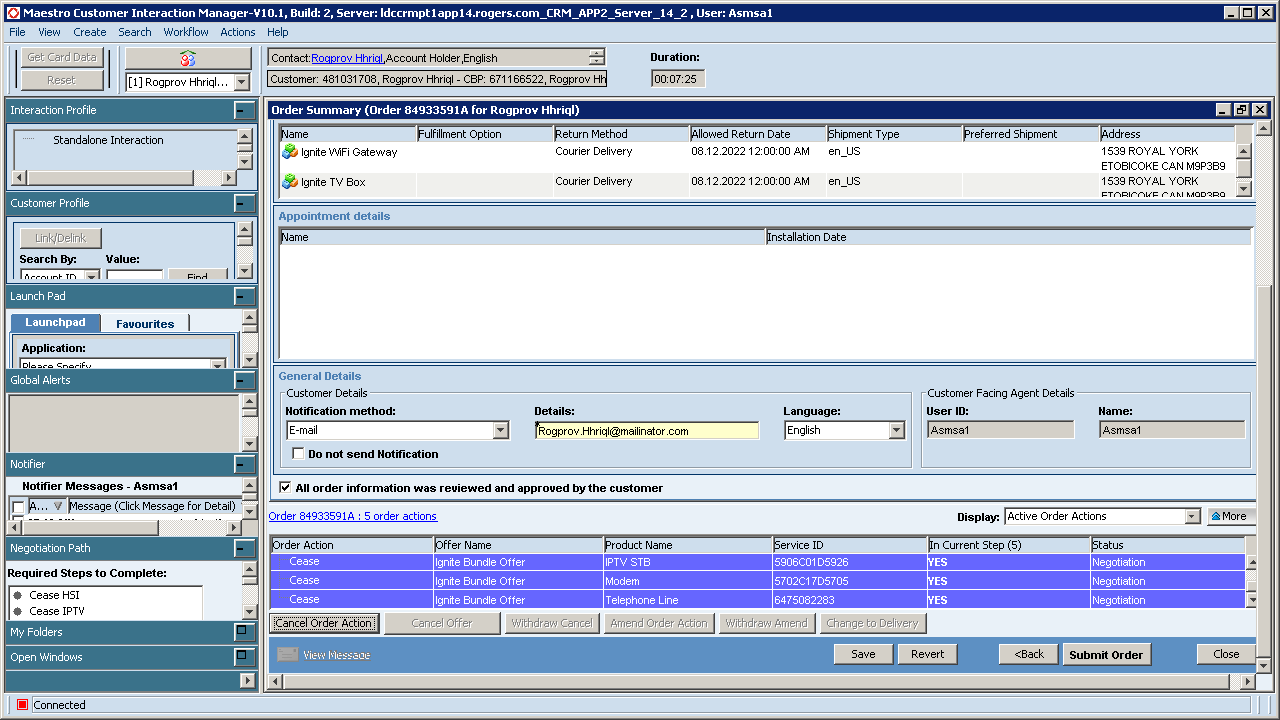 Maestro Customer Interaction Manager-V10.1, Build: 2, Server: ldccrmpt1app14.rogers.com_CRM_APP2_Server_14_2 , User: Asmsa1
File View Create Search Workflow Actions Help
Get Card Data
Reset
[1] Rogprov Hhriql...
Contact:Rogprov Hhriql,Account Holder,English
Customer: 481031708, Rogprov Hhriql - CBP: 671166522, Rogprov Hh
Duration:
00:07:25
Interaction Profile
Standalone Interaction
Customer Profile
Link/Delink
Search By: Value:
Account ID
Find
Launch Pad
Launchpad Favourites
Application:
Please Specify
Global Alerts
Notifier
Notifier Messages - Asmsa1
A... Message (Click Message for Detail)
Negotiation Path
Required Steps to Complete:
Cease HSI
Cease IPTV
My Folders
Open Windows
Order Summary (Order 84933591A for Rogprov Hhriql)
Name Fulfillment Option Return Method Allowed Return Date Shipment Type Preferred Shipment Address
Ignite WiFi Gateway Courier Delivery 08.12.2022 12:00:00 AM en_US 1539 ROYAL YORK
ETOBICOKE CAN M9P3B9
Ignite TV Box Courier Delivery 08.12.2022 12:00:00 AM en_US 1539 ROYAL YORK
ETOBICOKE CAN M9P3B9
Appointment details
Name Installation Date
General Details
Customer Details
Notification method: Details: Language:
E-mail Rogprov.Hhriql@mailinator.com English
Do not send Notification
Customer Facing Agent Details
User ID: Name:
Asmsa1 Asmsa1
All order information was reviewed and approved by the customer
Order 84933591A : 5 order actions
Display: Active Order Actions More
Order Action Offer Name Product Name Service ID In Current Step (5) Status
Cease Ignite Bundle Offer IPTV STB 5906C01D5926 YES Negotiation
Cease Ignite Bundle Offer Modem 5702C17D5705 YES Negotiation
Cease Ignite Bundle Offer Telephone Line 6475082283 YES Negotiation
Cancel Order Action Cancel Offer Withdraw Cancel Amend Order Action Withdraw Amend Change to Delivery
View Message Save Revert <Back Submit Order Close
Connected